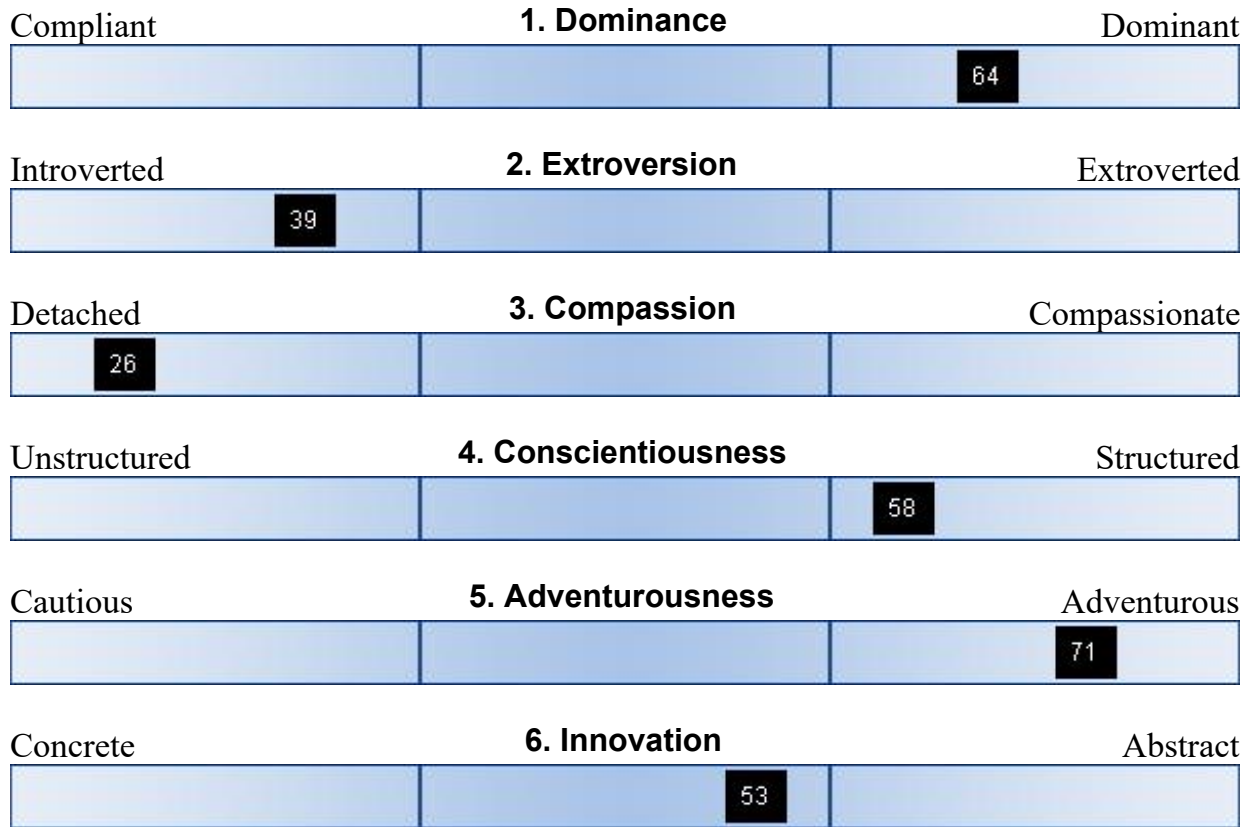 Compliant 1. Dominance Dominant
64
Introverted 2. Extroversion Extroverted
39
Detached 3. Compassion Compassionate
26
Unstructured 4. Conscientiousness Structured
58
Cautious 5. Adventurousness Adventurous
71
Concrete 6. Innovation Abstract
53